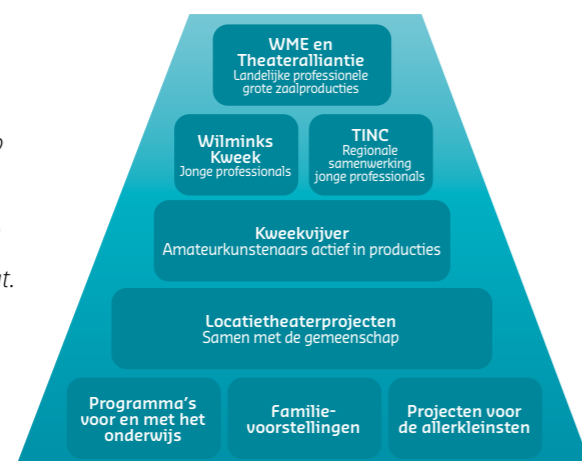 WME en
Theateralliantie
Landelijke professionele
grote zaalproducties
Wilminks
Kweek
Jonge professionals
TINC
Regionale
samenwerking
jonge professionals
Kweekvijver
Amateurkunstenaars actief in producties
Locatietheaterprojecten
Samen met de gemeenschap
Programma's
voor en met het
onderwijs
Familie-
voorstellingen
Projecten voor
de allerkleinsten